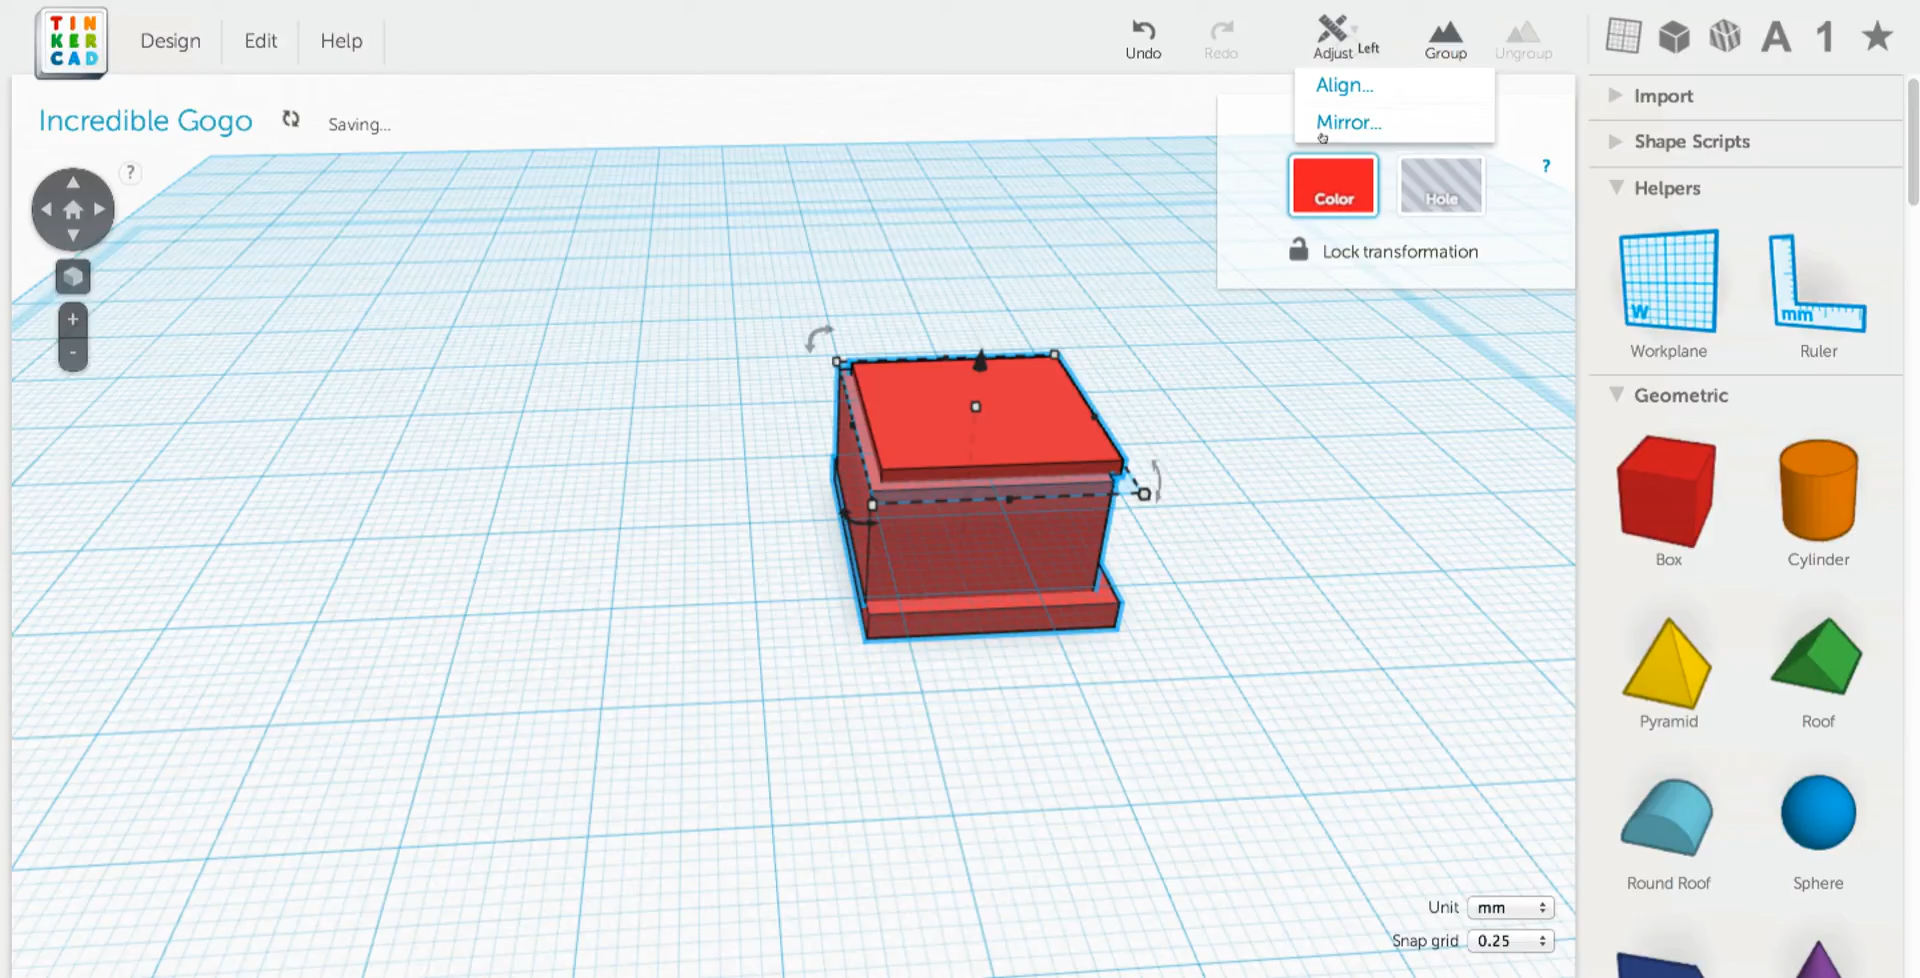 TIN
KER
CAD
Design
Edit
Help
Undo
Redo
Adjust
Left
Group
Ungroup
A
1
Align...
Mirror...
Incredible Gogo
Saving...
?
Color
Hole
?
Lock transformation
+
-
Import
Shape Scripts
Helpers
W
mm
Workplane
Ruler
Geometric
Box
Cylinder
Pyramid
Roof
Round Roof
Sphere
Unit
mm
Snap grid
0.25